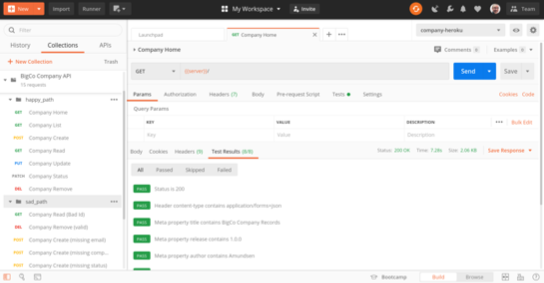 New
Import
Runner
My Workspace
Invite
Team
Filter
Launchpad
GET Company Home
company-heroku
History
Collections
APIs
Company Home
Comments 0
Examples 0
New Collection
Trash
BigCo Company API
GET
{{server}}/
Send
Save
happy_path
Params
Authorization
Headers (7)
Body
Pre-request Script
Tests
Settings
Cookies
Code
GET Company Home
Query Params
GET Company List
KEY
VALUE
DESCRIPTION
Bulk Edit
POST Company Create
Key
Value
Description
GET Company Read
Body
Cookies
Headers (9)
Test Results (8/8)
Status: 200 OK
Time: 7.28s
Size: 2.06 KB
Save Response
PUT Company Update
PATCH Company Status
All
Passed
Skipped
Failed
DEL Company Remove
PASS Status is 200
sad_path
PASS Header content-type contains application/forms+json
GET Company Read (Bad id)
PASS Meta property title contains BigCo Company Records
DEL Company Remove (valid)
POST Company Create (missing email)
PASS Meta property release contains 1.0.0
POST Company Create (missing comp...
PASS Meta property author contains Amundsen
POST Company Create (missing status)
Bootcamp
Build
Browse